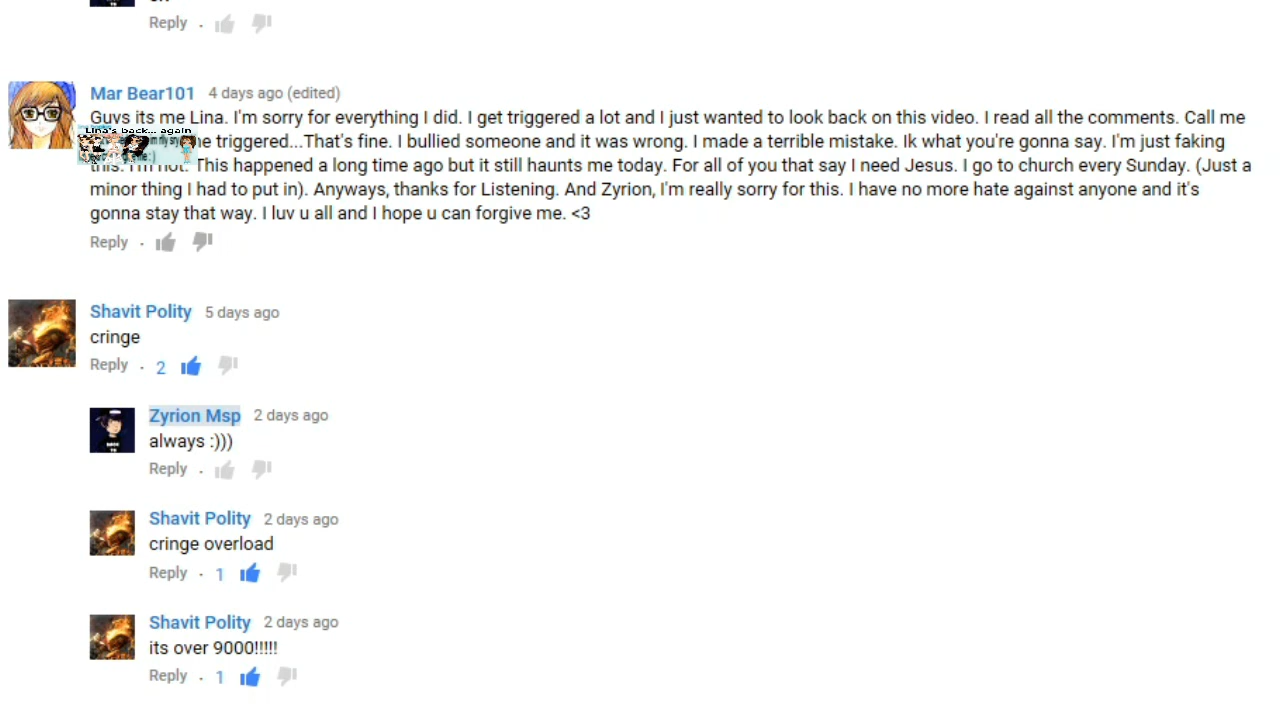 Reply
Mar Bear101 4 days ago (edited)
Guys its me Lina. I'm sorry for everything I did. I get triggered a lot and I just wanted to look back on this video. I read all the comments. Call me
Lina's back... again
me triggered...That's fine. I bullied someone and it was wrong. I made a terrible mistake. Ik what you're gonna say. I'm just faking
this. I'm not. This happened a long time ago but it still haunts me today. For all of you that say I need Jesus. I go to church every Sunday. (Just a
minor thing I had to put in). Anyways, thanks for Listening. And Zyrion, I'm really sorry for this. I have no more hate against anyone and it's
gonna stay that way. I luv u all and I hope u can forgive me. <3
Reply
Shavit Polity 5 days ago
cringe
Reply 2
Zyrion Msp 2 days ago
always :)))
Reply
Shavit Polity 2 days ago
cringe overload
Reply 1
Shavit Polity 2 days ago
its over 9000!!!!!
Reply 1